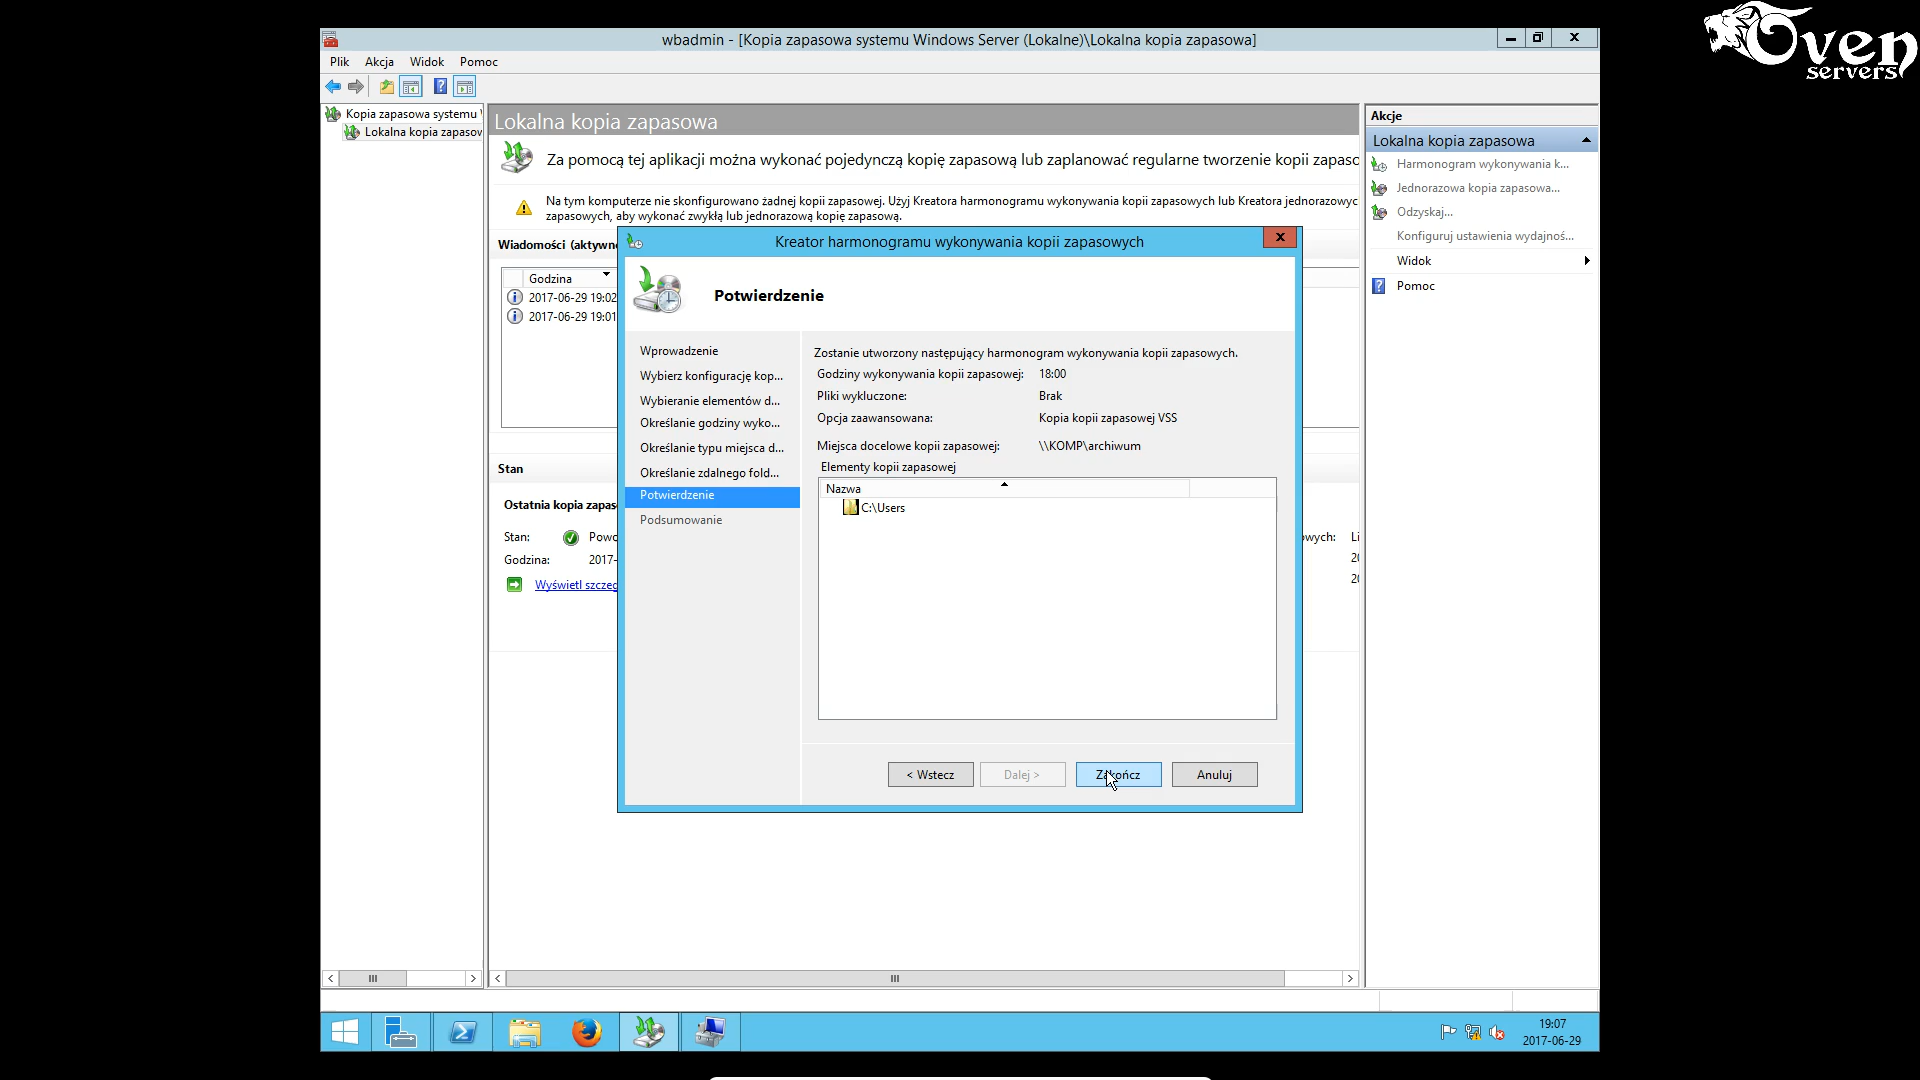 Oven
servers
wbadmin - [Kopia zapasowa systemu Windows Server (Lokalne)\Lokalna kopia zapasowa]
Plik Akcja Widok Pomoc
Kopia zapasowa systemu
Lokalna kopia zapasov
Lokalna kopia zapasowa
Za pomocą tej aplikacji można wykonać pojedynczą kopię zapasową lub zaplanować regularne tworzenie kopii zapaso
Na tym komputerze nie skonfigurowano żadnej kopii zapasowej. Użyj Kreatora harmonogramu wykonywania kopii zapasowych lub Kreatora jednorazowyc
zapasowych, aby wykonać zwykłą lub jednorazową kopię zapasową.
Wiadomości (aktywn
Godzina
2017-06-29 19:02
2017-06-29 19:01
Stan
Ostatnia kopia zapas
Stan: Powo
Godzina: 2017-
Wyświetl szczeg
owych: Li
20
20
Kreator harmonogramu wykonywania kopii zapasowych
Potwierdzenie
Wprowadzenie
Wybierz konfigurację kop...
Wybieranie elementów d...
Określanie godziny wyko...
Określanie typu miejsca d...
Określanie zdalnego fold...
Potwierdzenie
Podsumowanie
Zostanie utworzony następujący harmonogram wykonywania kopii zapasowych.
Godziny wykonywania kopii zapasowej: 18:00
Pliki wykluczone: Brak
Opcja zaawansowana: Kopia kopii zapasowej VSS
Miejsca docelowe kopii zapasowej: \\KOMP\archiwum
Elementy kopii zapasowej
Nazwa
C:\Users
< Wstecz Dalej > Zakończ Anuluj
Akcje
Lokalna kopia zapasowa
Harmonogram wykonywania k...
Jednorazowa kopia zapasowa...
Odzyskaj...
Konfiguruj ustawienia wydajnoś...
Widok
Pomoc
19:07
2017-06-29